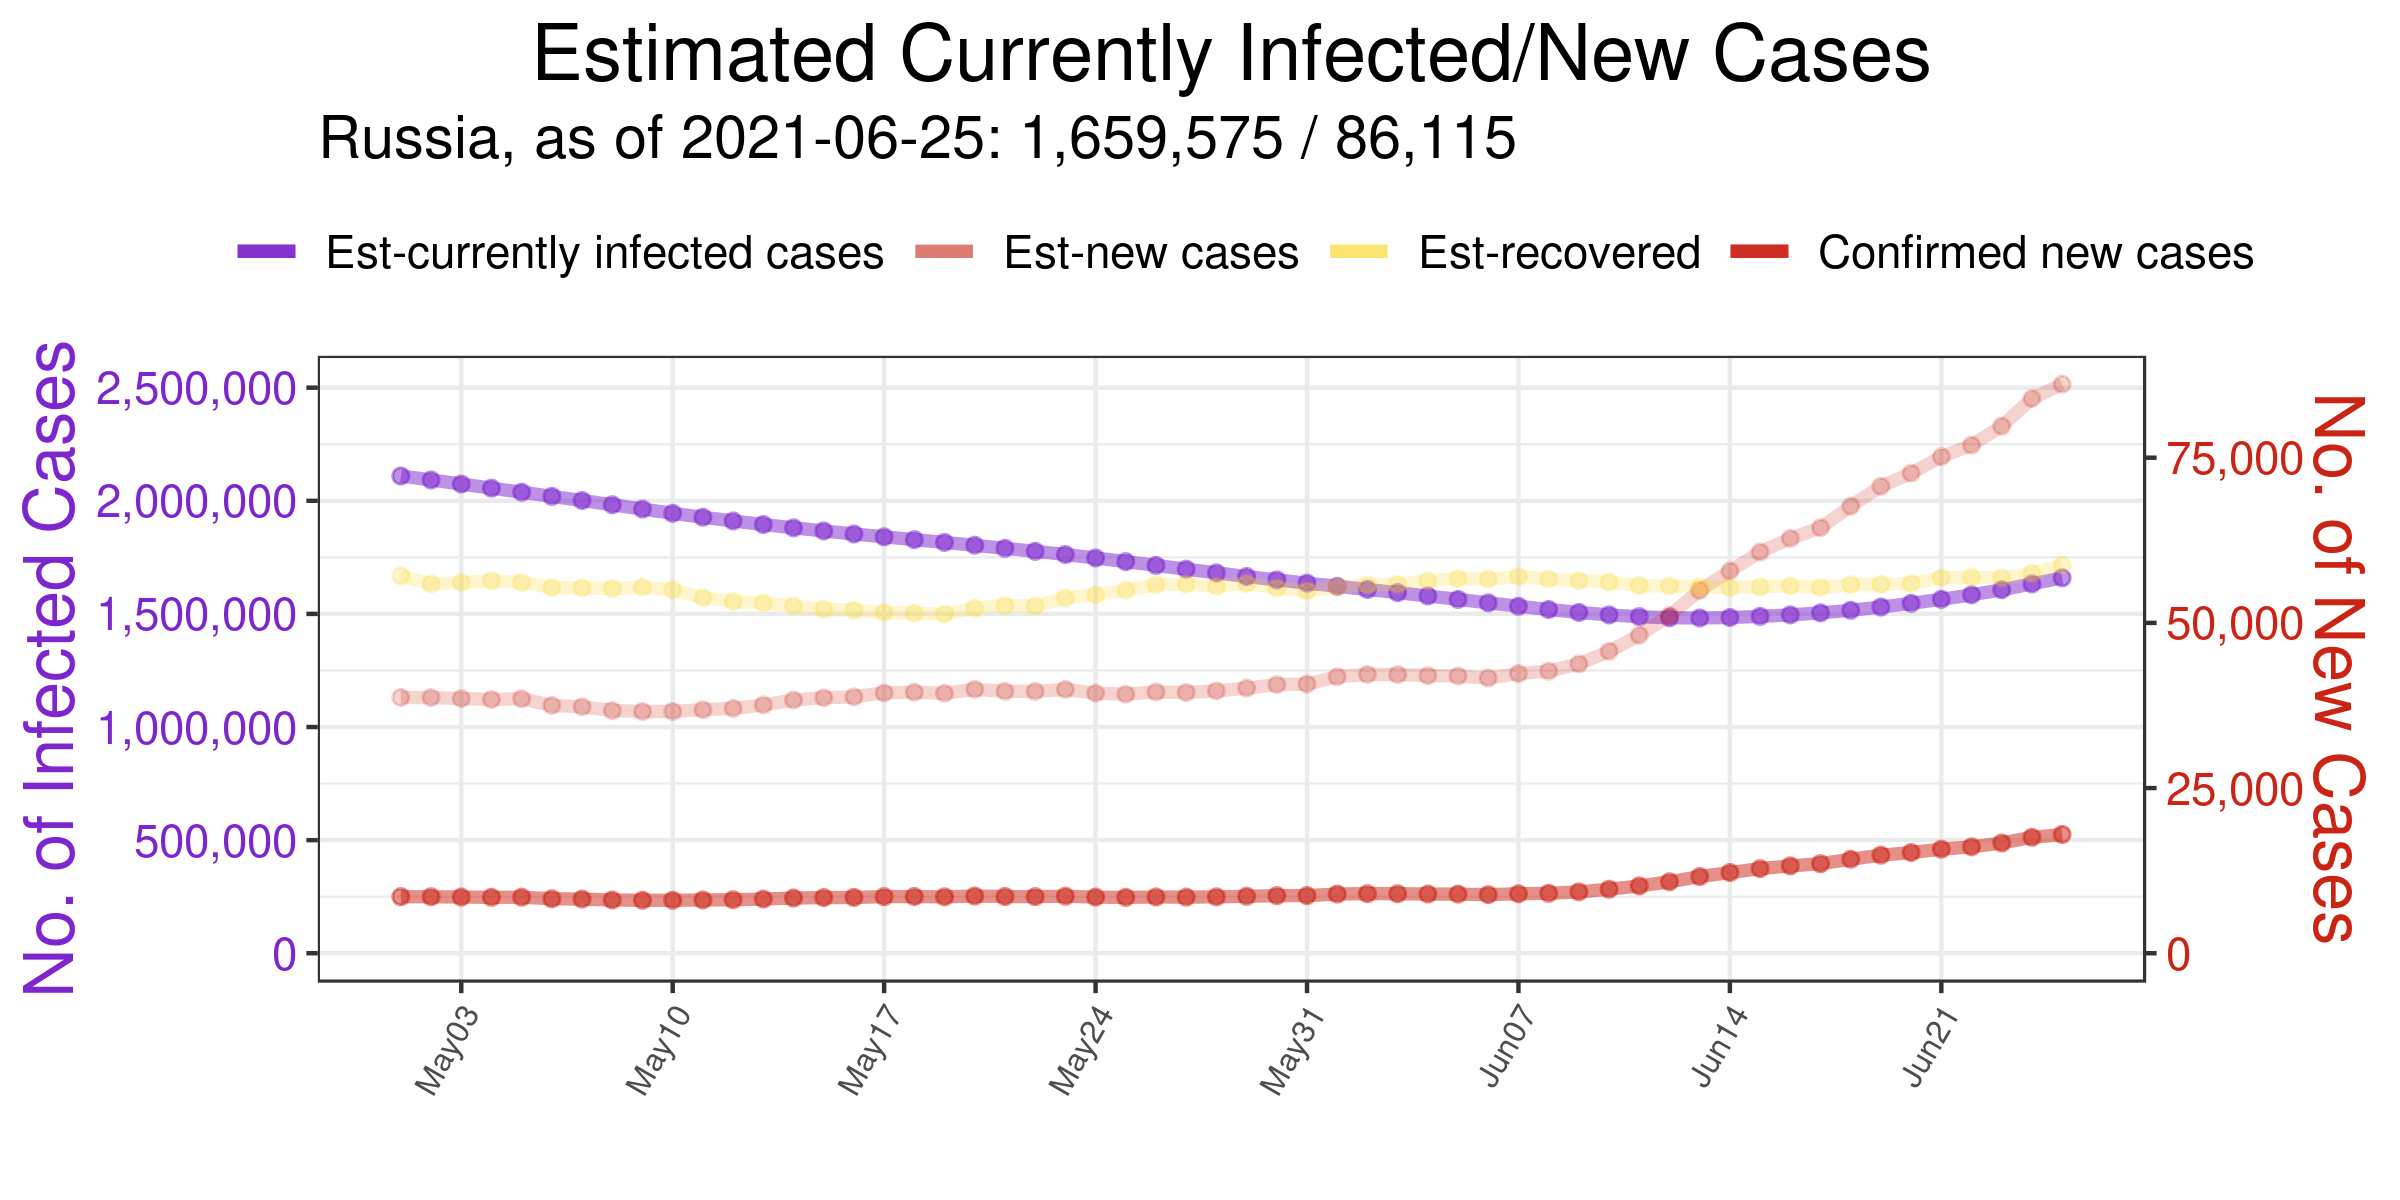 Estimated Currently Infected/New Cases
Russia, as of 2021-06-25: 1,659,575 / 86,115
Est-currently infected cases Est-new cases Est-recovered Confirmed new cases
No. of Infected Cases
2,500,000
2,000,000
1,500,000
1,000,000
500,000
0
75,000
50,000
25,000
0
No. of New Cases
May03 May10 May17 May24 May31 Jun07 Jun14 Jun21